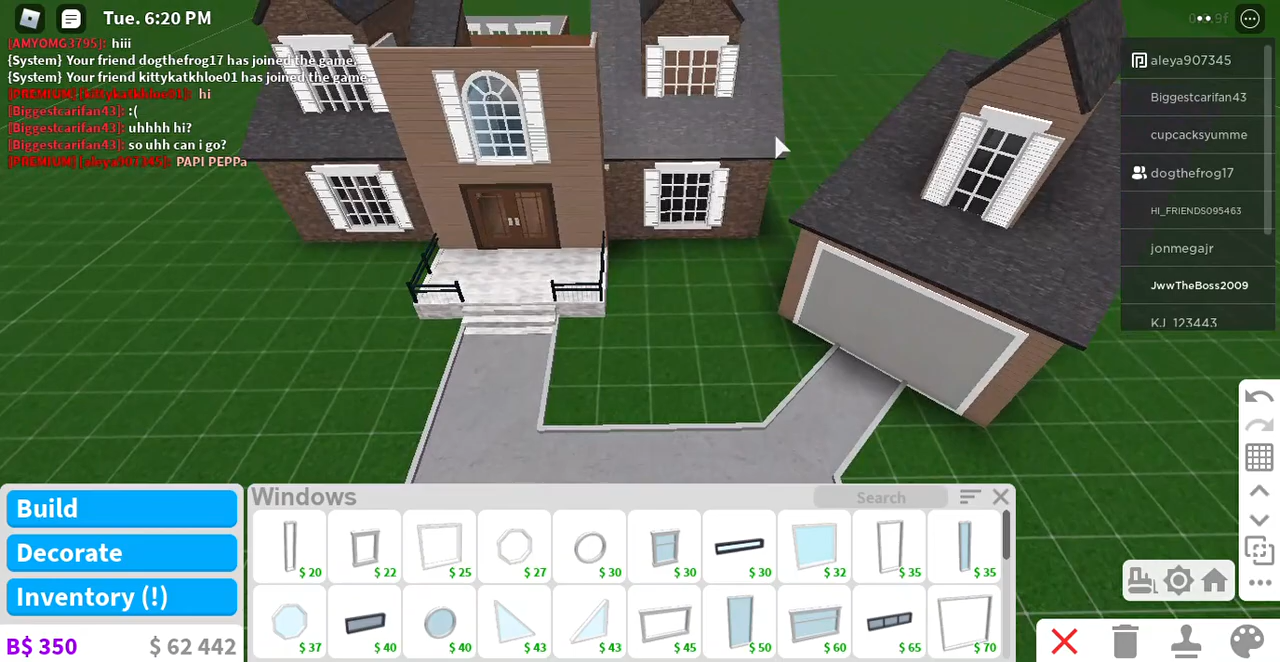 Tue. 6:20 PM
[AMYOMG3795]: hiii
{System} Your friend dogthefrog17 has joined the game.
{System} Your friend kittykatkhloe01 has joined the game
[PREMIUM] [kittykatkhloe01]: hi
[Biggestcarifan43]: :(
[Biggestcarifan43]: uhhhh hi?
[Biggestcarifan43]: so uhh can i go?
[PREMIUM] [aleya907345]: PAPI PEPPa
aleya907345
Biggestcarifan43
cupcacksyumme
dogthefrog17
HI_FRIENDS095463
jonmegajr
JwwTheBoss2009
KJ_123443
Build
Decorate
Inventory (!)
B$ 350
$ 62 442
Windows
Search
$ 20
$ 22
$ 25
$ 27
$ 30
$ 30
$ 30
$ 32
$ 35
$ 35
$ 37
$ 40
$ 40
$ 43
$ 43
$ 45
$ 50
$ 60
$ 65
$ 70